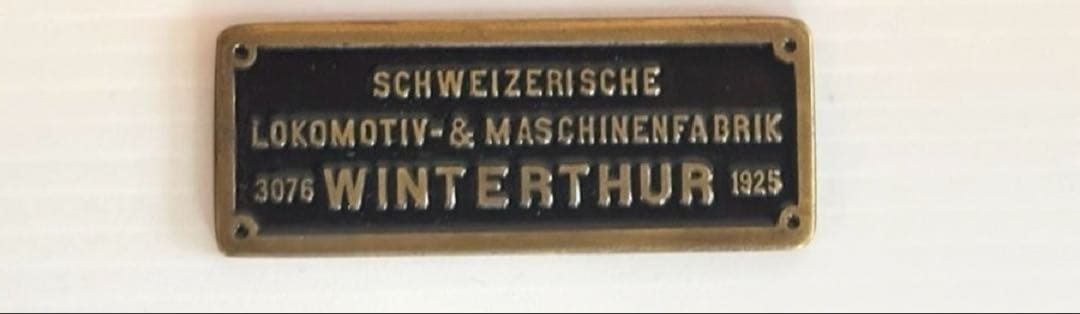 SCHWEIZERISCHE
LOKOMOTIV-& MASCHINENFABRIK
3076 WINTERTHUR 1925